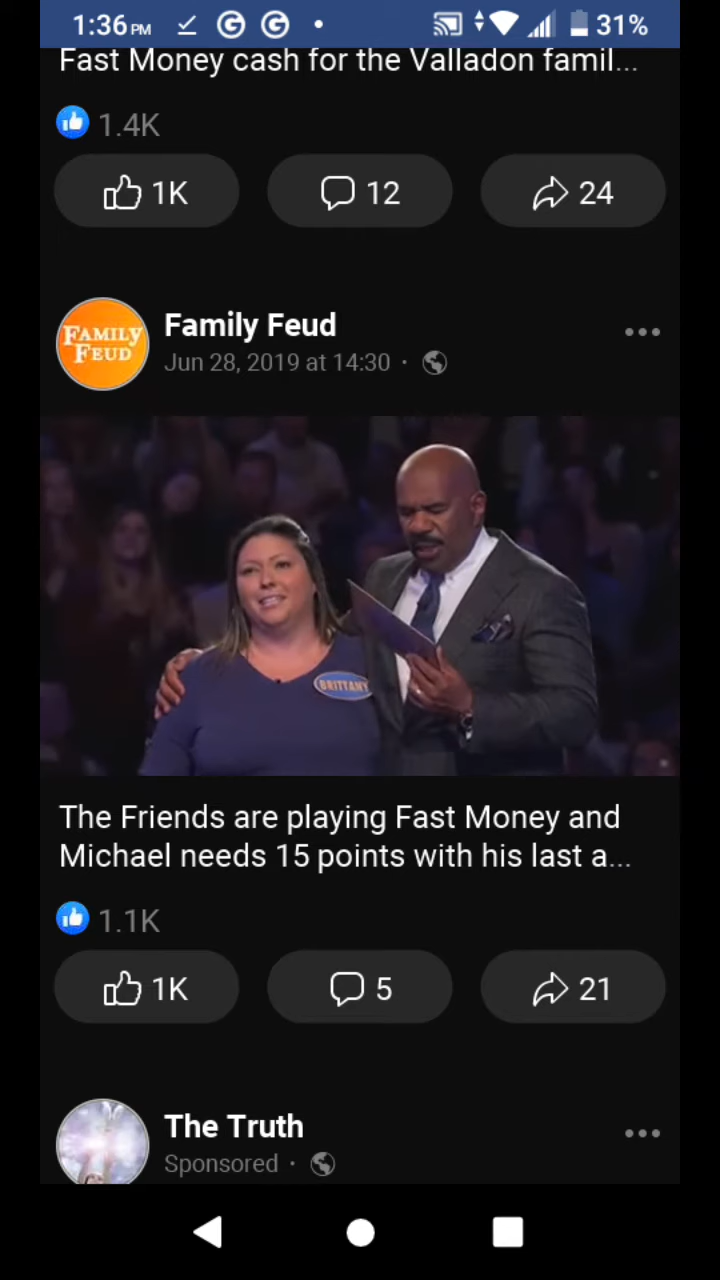 1:36 PM
31%
Fast Money cash for the Valladon famil...
1.4K
1K
12
24
FAMILY
FEUD
Family Feud
Jun 28, 2019 at 14:30 ·
BRITTANY
The Friends are playing Fast Money and
Michael needs 15 points with his last a...
1.1K
1K
5
21
The Truth
Sponsored ·